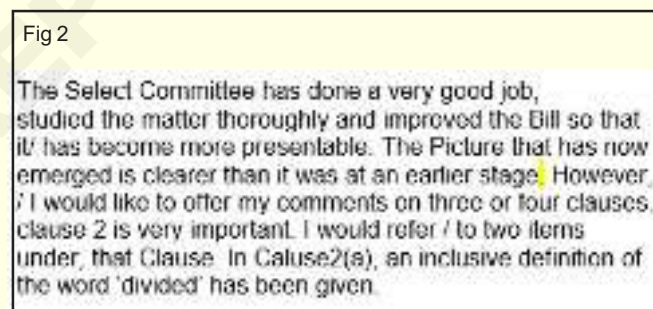 Fig 2
The Select Committee has done a very good job,
studied the matter thoroughly and improved the Bill so that
it/ has become more presentable. The Picture that has now
emerged is clearer than it was at an earlier stage. However,
/ I would like to offer my comments on three or four clauses,
clause 2 is very important. I would refer / to two items
under, that Clause. In Caluse2(a), an inclusive definition of
the word 'divided' has been given.